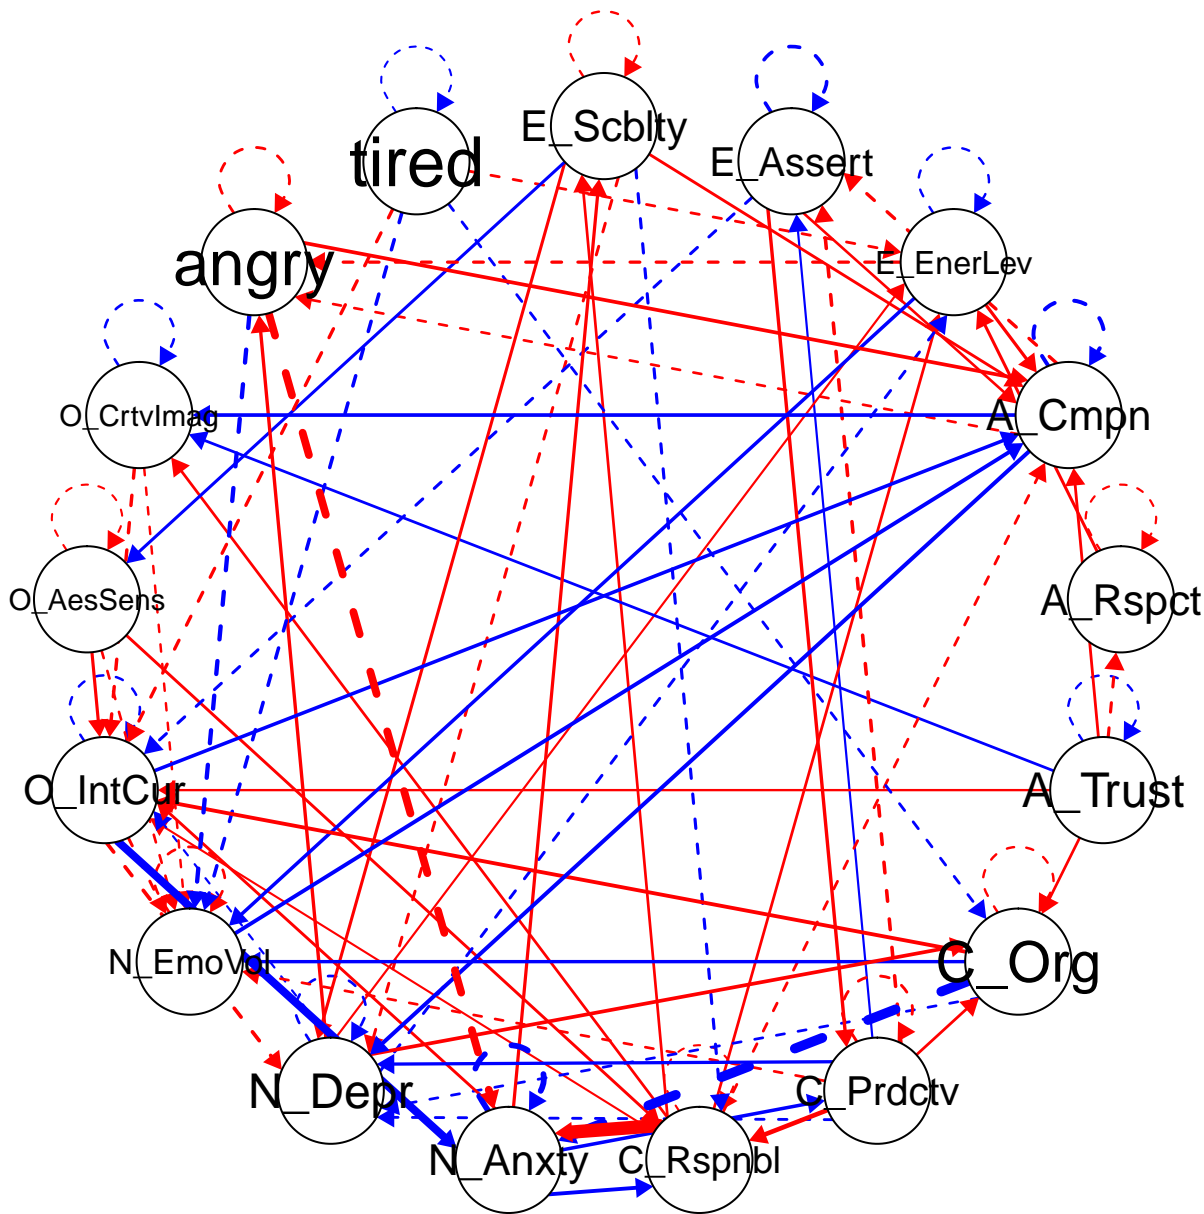 E_Scblty
tired
E_Assert
angry
E_EnerLev
O_CrtvImag
A_Cmpn
O_AesSens
A_Rspct
O_IntCur
A_Trust
N_EmoVol
C_Org
N_Depr
C_Prdctv
N_Anxty
C_Rspnbl